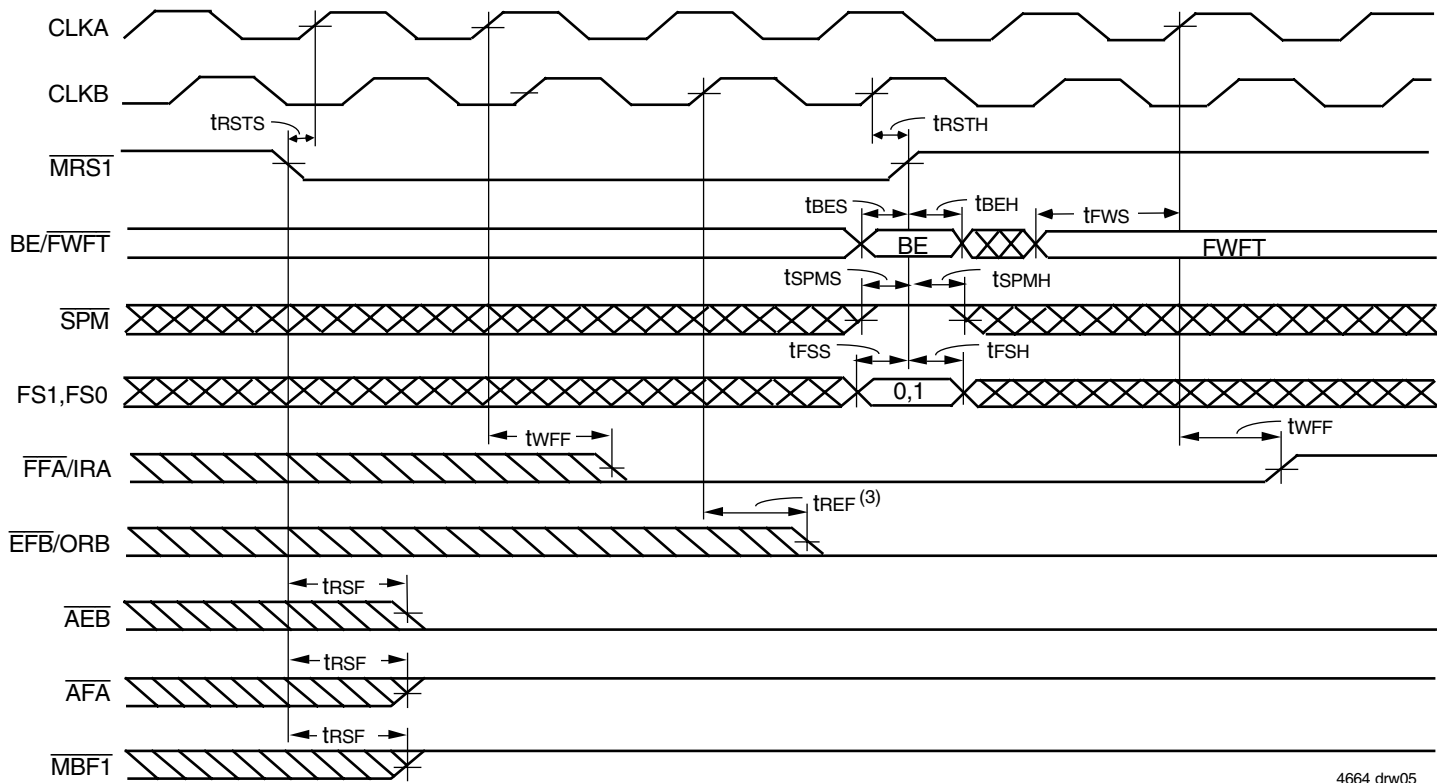 CLKA
CLKB
tRSTS
tRSTH
MRS1
tBES
tBEH
tFWS
BE/FWFT
BE
FWFT
tSPMS
tSPMH
SPM
tFSS
tFSH
FS1,FS0
0,1
tWFF
tWFF
FFA/IRA
tREF (3)
EFB/ORB
tRSF
AEB
tRSF
AFA
tRSF
MBF1
4664 drw05